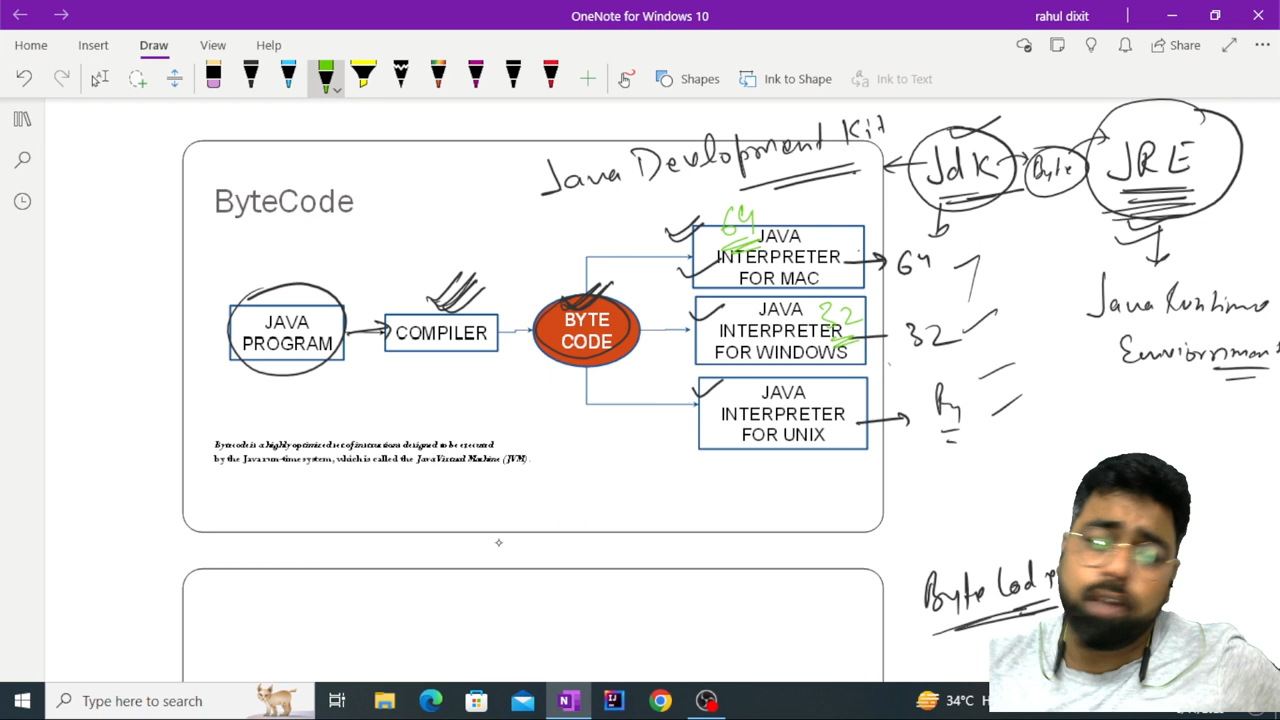 OneNote for Windows 10
rahul dixit
Home Insert Draw View Help
Share
Shapes
Ink to Shape
Ink to Text
Java Development Kit
JdK
Byte
JRE
ByteCode
64
JAVA
INTERPRETER
FOR MAC
64
Java Runtime
JAVA
PROGRAM
COMPILER
BYTE
CODE
JAVA
INTERPRETER
FOR WINDOWS
32
32
JAVA
INTERPRETER
FOR UNIX
By
Bytecode is a highly optimized set of instructions designed to be executed
by the Java run-time system, which is called the Java Virtual Machine (JVM).
Byte Cod
Type here to search
34°C